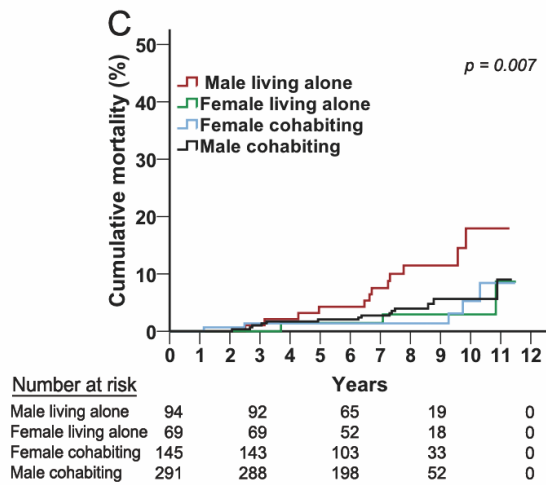 C
Cumulative mortality (%)
50
40
30
20
10
0
p = 0.007
Male living alone
Female living alone
Female cohabiting
Male cohabiting
0 1 2 3 4 5 6 7 8 9 10 11 12
Years
Number at risk
Male living alone 94 92 65 19 0
Female living alone 69 69 52 18 0
Female cohabiting 145 143 103 33 0
Male cohabiting 291 288 198 52 0